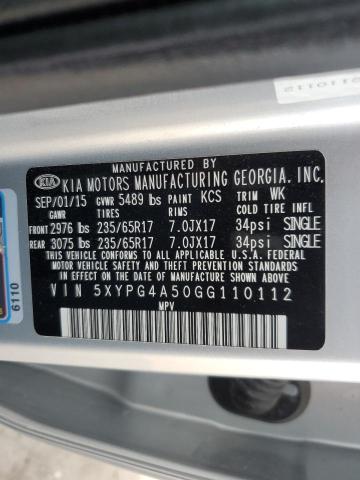 MANUFACTURED BY
KIA KIA MOTORS MANUFACTURING GEORGIA. INC.
SEP/01/15 GVWR 5489 lbs PAINT KCS TRIM WK
GAWR TIRES RIMS COLD TIRE INFL
FRONT 2976 lbs 235/65R17 7.0JX17 34psi SINGLE
REAR 3075 lbs 235/65R17 7.0JX17 34psi SINGLE
THIS VEHICLE CONFORMS TO ALL APPLICABLE U.S.A. FEDERAL
MOTOR VEHICLE SAFETY AND THEFT PREVENTION STANDARDS
IN EFFECT ON THE DATE OF MANUFACTURE SHOWN ABOVE
VIN 5XYPG4A50GG110112
MPV
6110